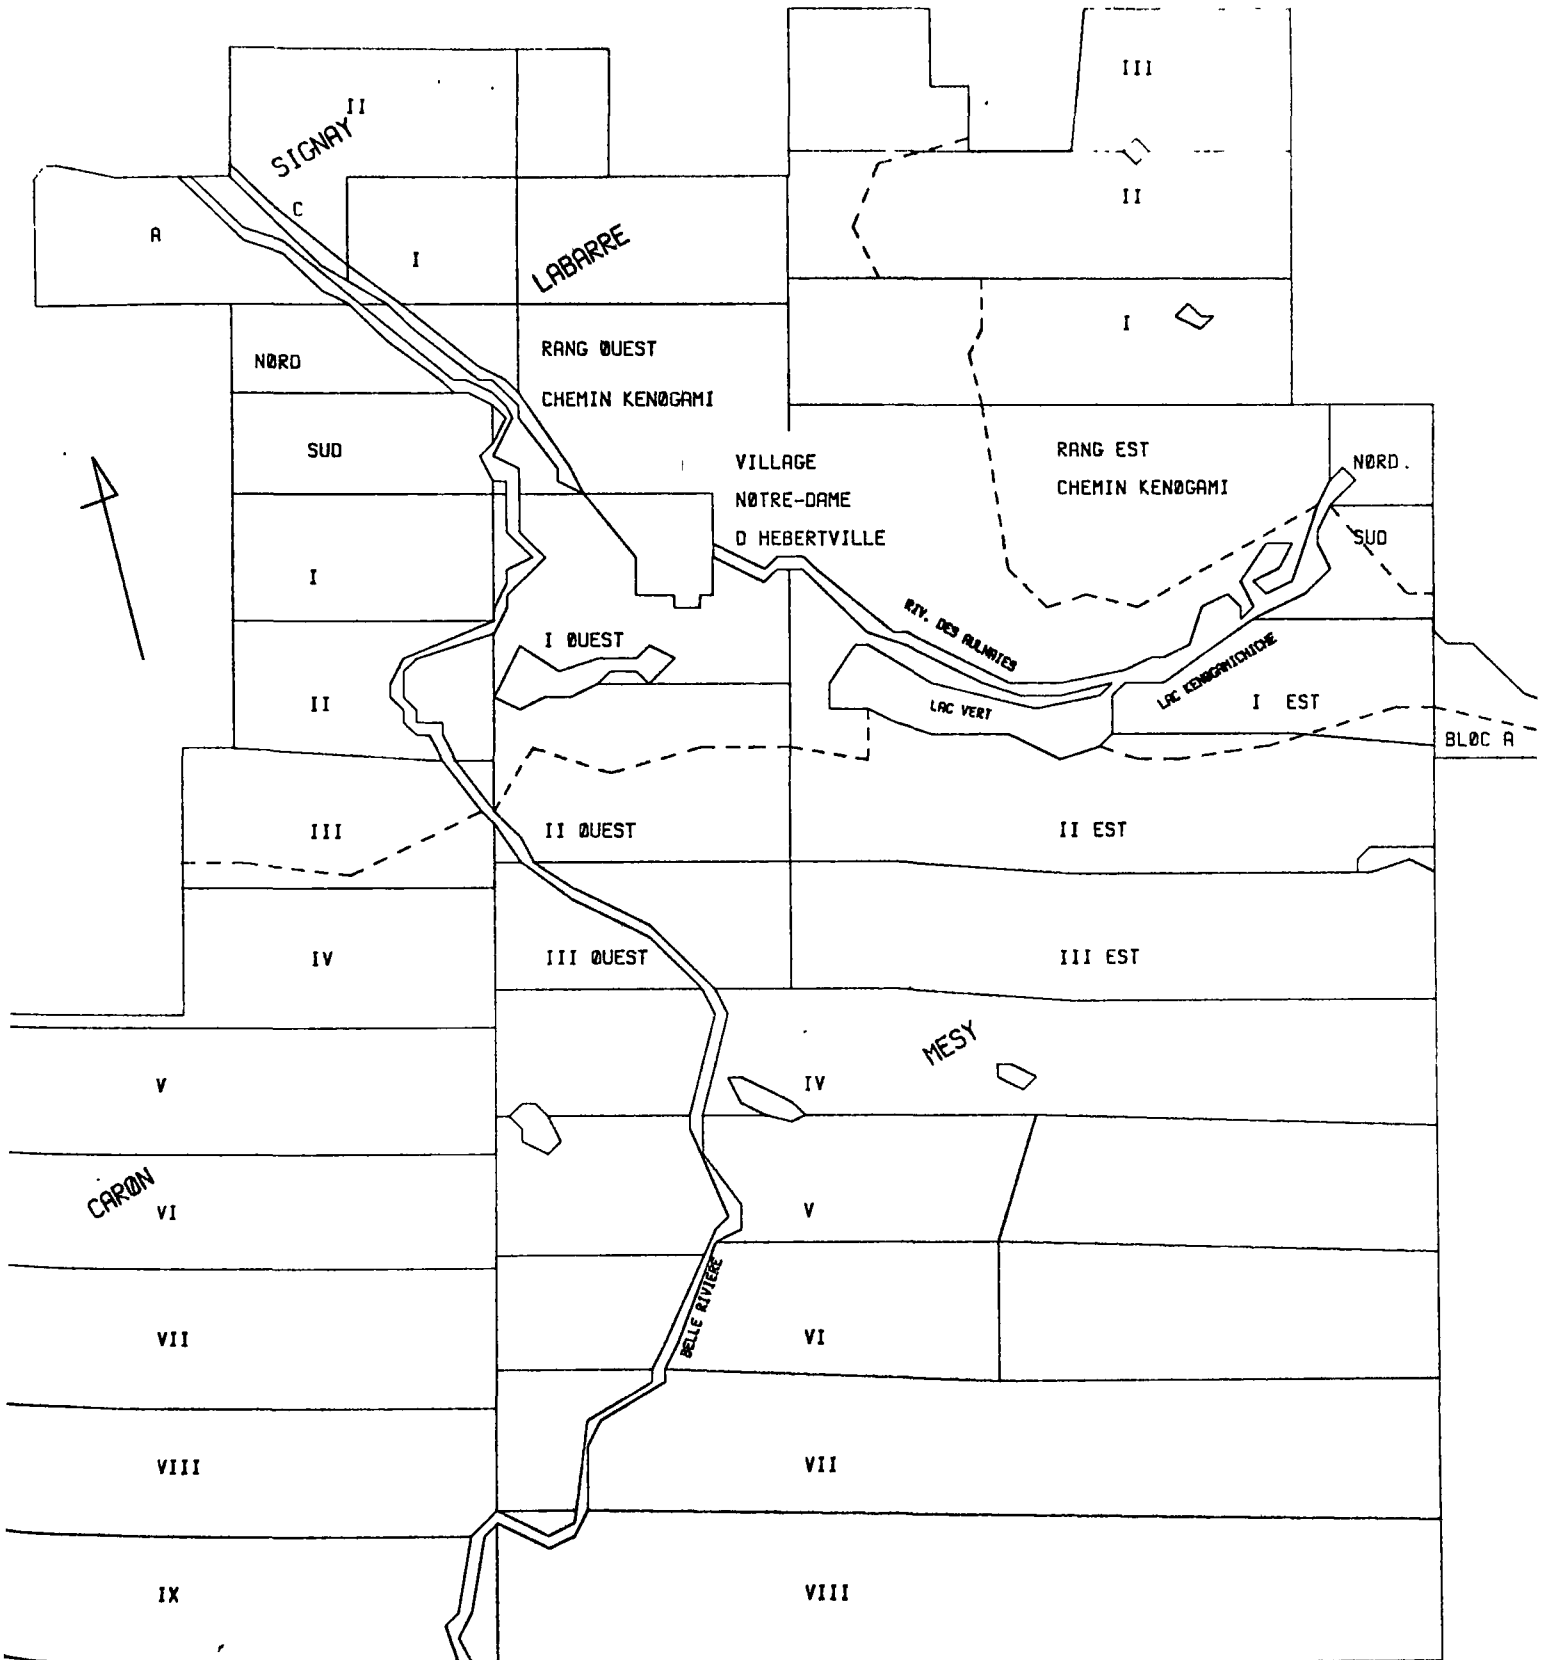 III
II
SIGNAY
II
C
A
I
LABARRE
I
NØRD
RANG ØUEST
CHEMIN KENØGAMI
SUD
VILLAGE
NØTRE-DAME
D HEBERTVILLE
RANG EST
CHEMIN KENØGAMI
NØRD.
SUD
I
RIV. DES AULNAIES
I ØUEST
LAC KENØGAMICHICHE
II
LAC VERT
I EST
BLØC A
III
II ØUEST
II EST
IV
III ØUEST
III EST
MESY
V
IV
CARØN
VI
V
BELLE RIVIERE
VII
VI
VIII
VII
IX
VIII